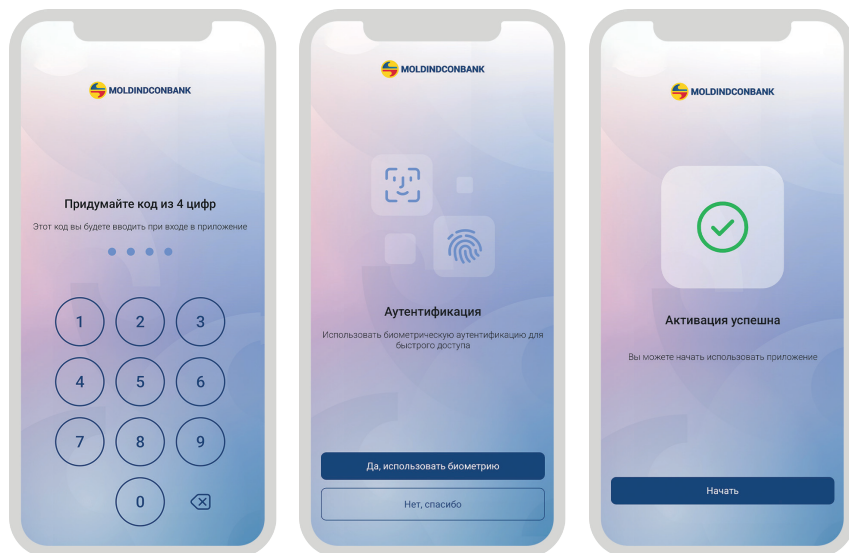 MOLDINDCONBANK
Придумайте код из 4 цифр
Этот код вы будете вводить при входе в приложение
1 2 3
4 5 6
7 8 9
0
MOLDINDCONBANK
Аутентификация
Использовать биометрическую аутентификацию для
быстрого доступа
Да, использовать биометрию
Нет, спасибо
MOLDINDCONBANK
Активация успешна
Вы можете начать использовать приложение
Начать